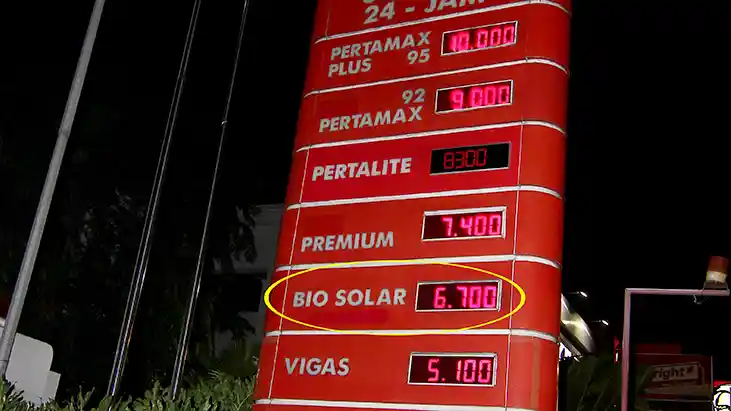 24 - JAM
PERTAMAX
PLUS 95
10.000
92
PERTAMAX
9.000
PERTALITE
8300
PREMIUM
7.400
BIO SOLAR
6.700
VIGAS
5.100
right